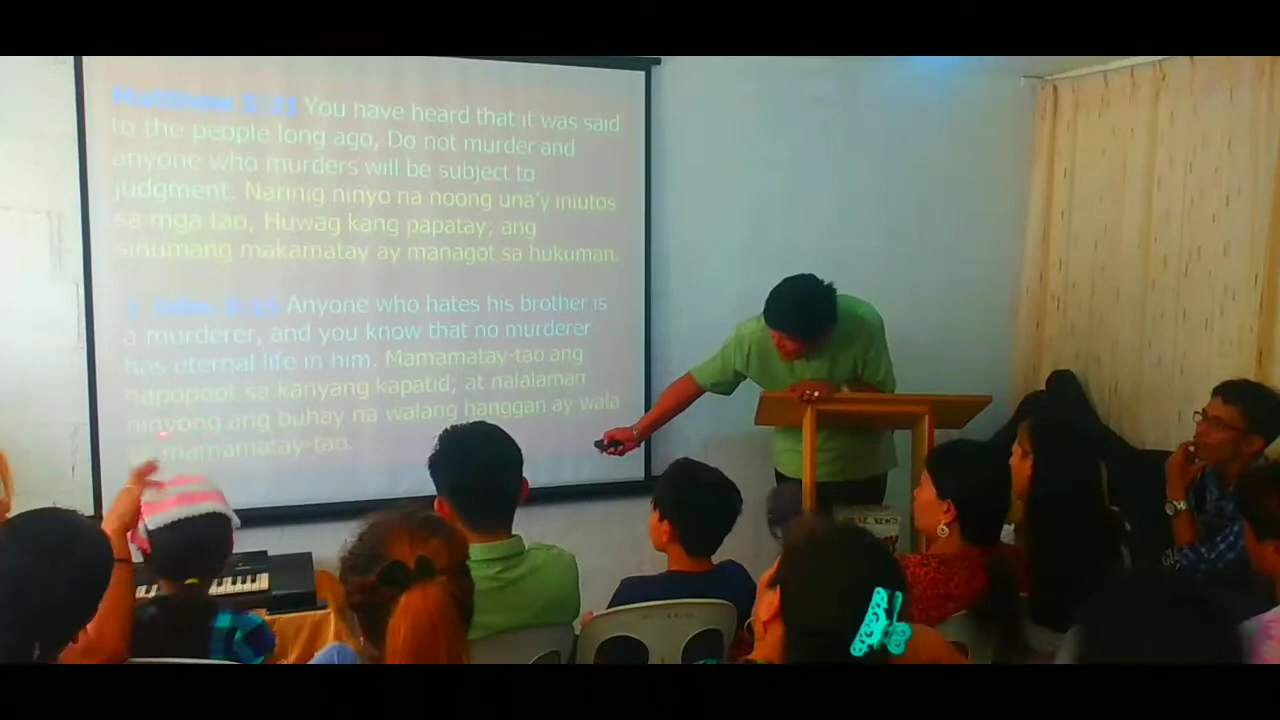 Matthew 5:21 You have heard that it was said
to the people long ago, Do not murder and
anyone who murders will be subject to
judgment. Narinig ninyo na noong una'y iniutos
sa mga tao, Huwag kang papatay; ang
sinumang makamatay ay managot sa hukuman.
1 John 3:15 Anyone who hates his brother is
a murderer, and you know that no murderer
has eternal life in him. Mamamatay-tao ang
napopoot sa kanyang kapatid; at nalalaman
ninyong ang buhay na walang hanggan ay wala
mamamatay-tao.